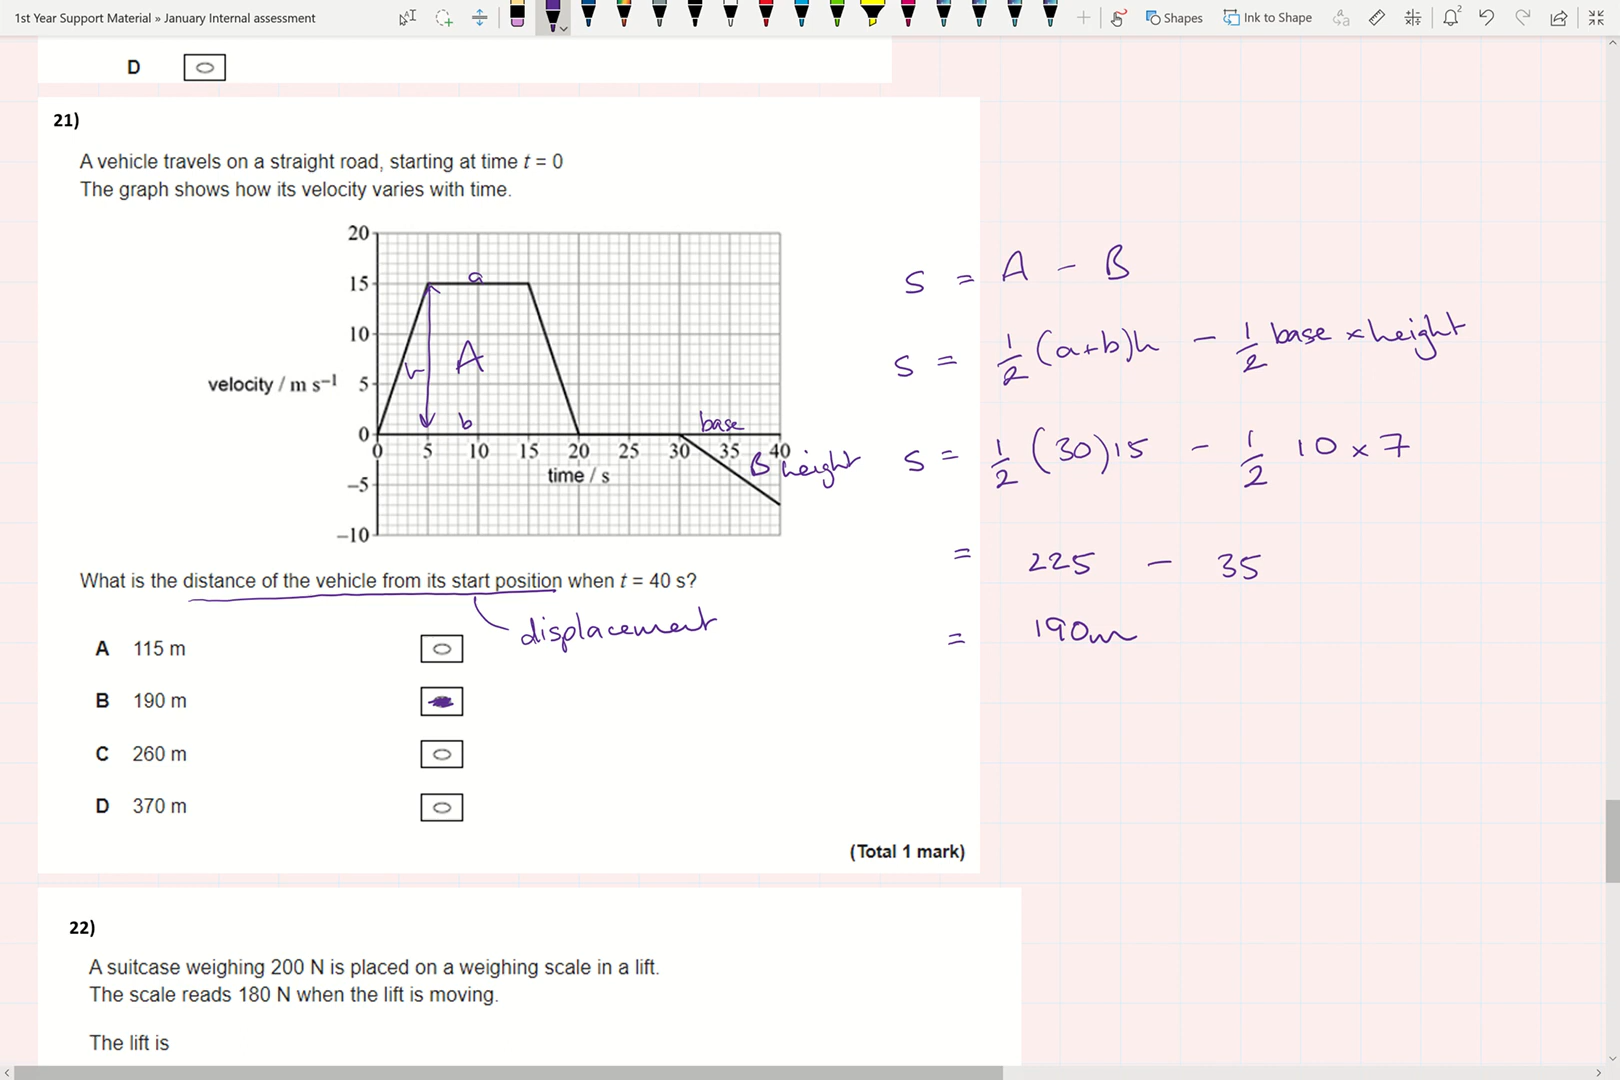 1st Year Support Material » January Internal assessment
Shapes
Ink to Shape
2
D
21)
A vehicle travels on a straight road, starting at time t = 0
The graph shows how its velocity varies with time.
20
15
10
velocity / m s⁻¹ 5
0
0 5 10 15 20 25 30 35 40
time / s
−5
−10
a
h
A
b
base
B height
s = A - B
s = 1/2 (a+b)h - 1/2 base × height
s = 1/2 (30)15 - 1/2 10 × 7
= 225 - 35
= 190m
What is the distance of the vehicle from its start position when t = 40 s?
displacement
A 115 m
B 190 m
C 260 m
D 370 m
(Total 1 mark)
22)
A suitcase weighing 200 N is placed on a weighing scale in a lift.
The scale reads 180 N when the lift is moving.
The lift is